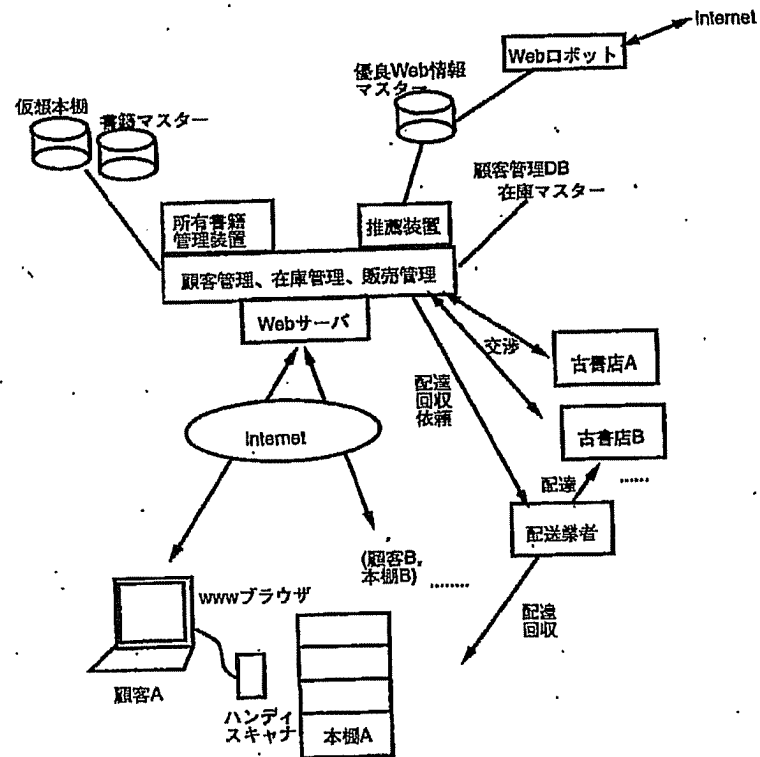 Internet
Webロボット
優良Web情報
マスター
仮想本棚
書籍マスター
顧客管理DB
在庫マスター
所有書籍
管理装置
推薦装置
顧客管理、在庫管理、販売管理
Webサーバ
交渉
古書店A
配達
回収
依頼
古書店B
Internet
配達
........
配送業者
(顧客B,
本棚B)
.........
wwwブラウザ
配達
回収
顧客A
ハンディ
スキャナ
本棚A